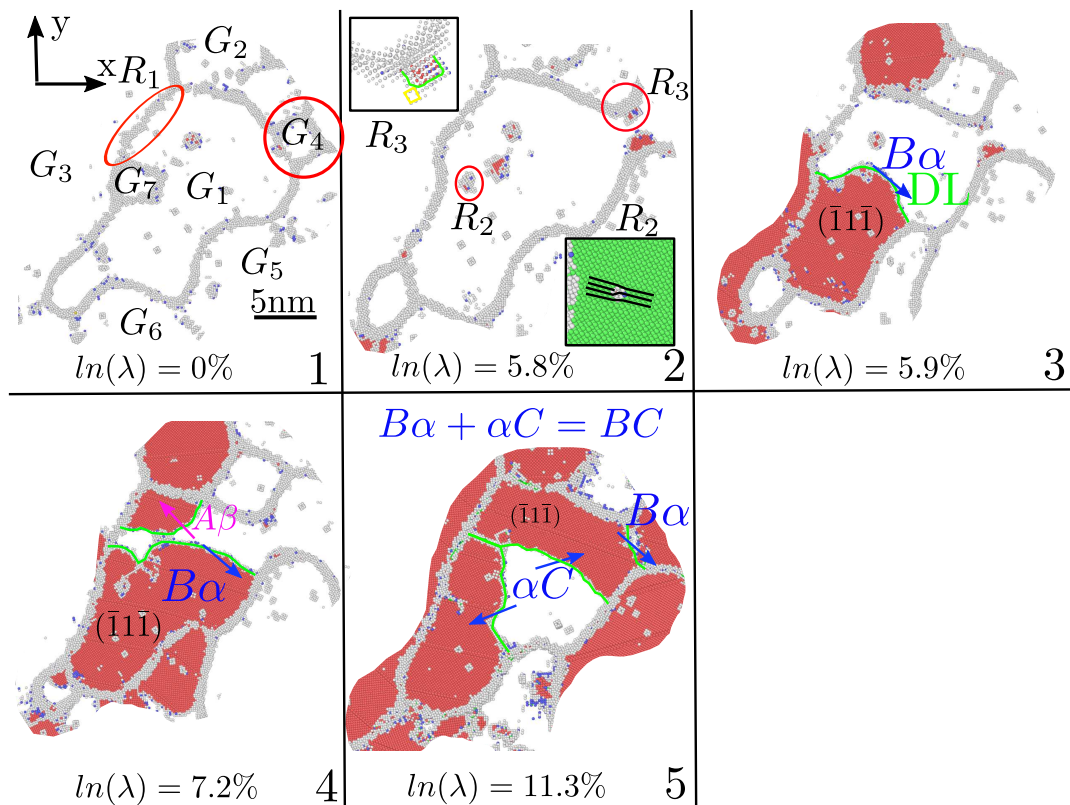 y
x
R₁
G₂
G₃
G₄
G₇
G₁
G₅
G₆
5nm
ln(λ) = 0%
1
R₃
R₃
R₂
R₂
ln(λ) = 5.8%
2
Bα
DL
(1̄11̄)
ln(λ) = 5.9%
3
Aβ
Bα
(1̄11̄)
ln(λ) = 7.2%
4
Bα + αC = BC
(1̄11̄)
Bα
αC
ln(λ) = 11.3%
5